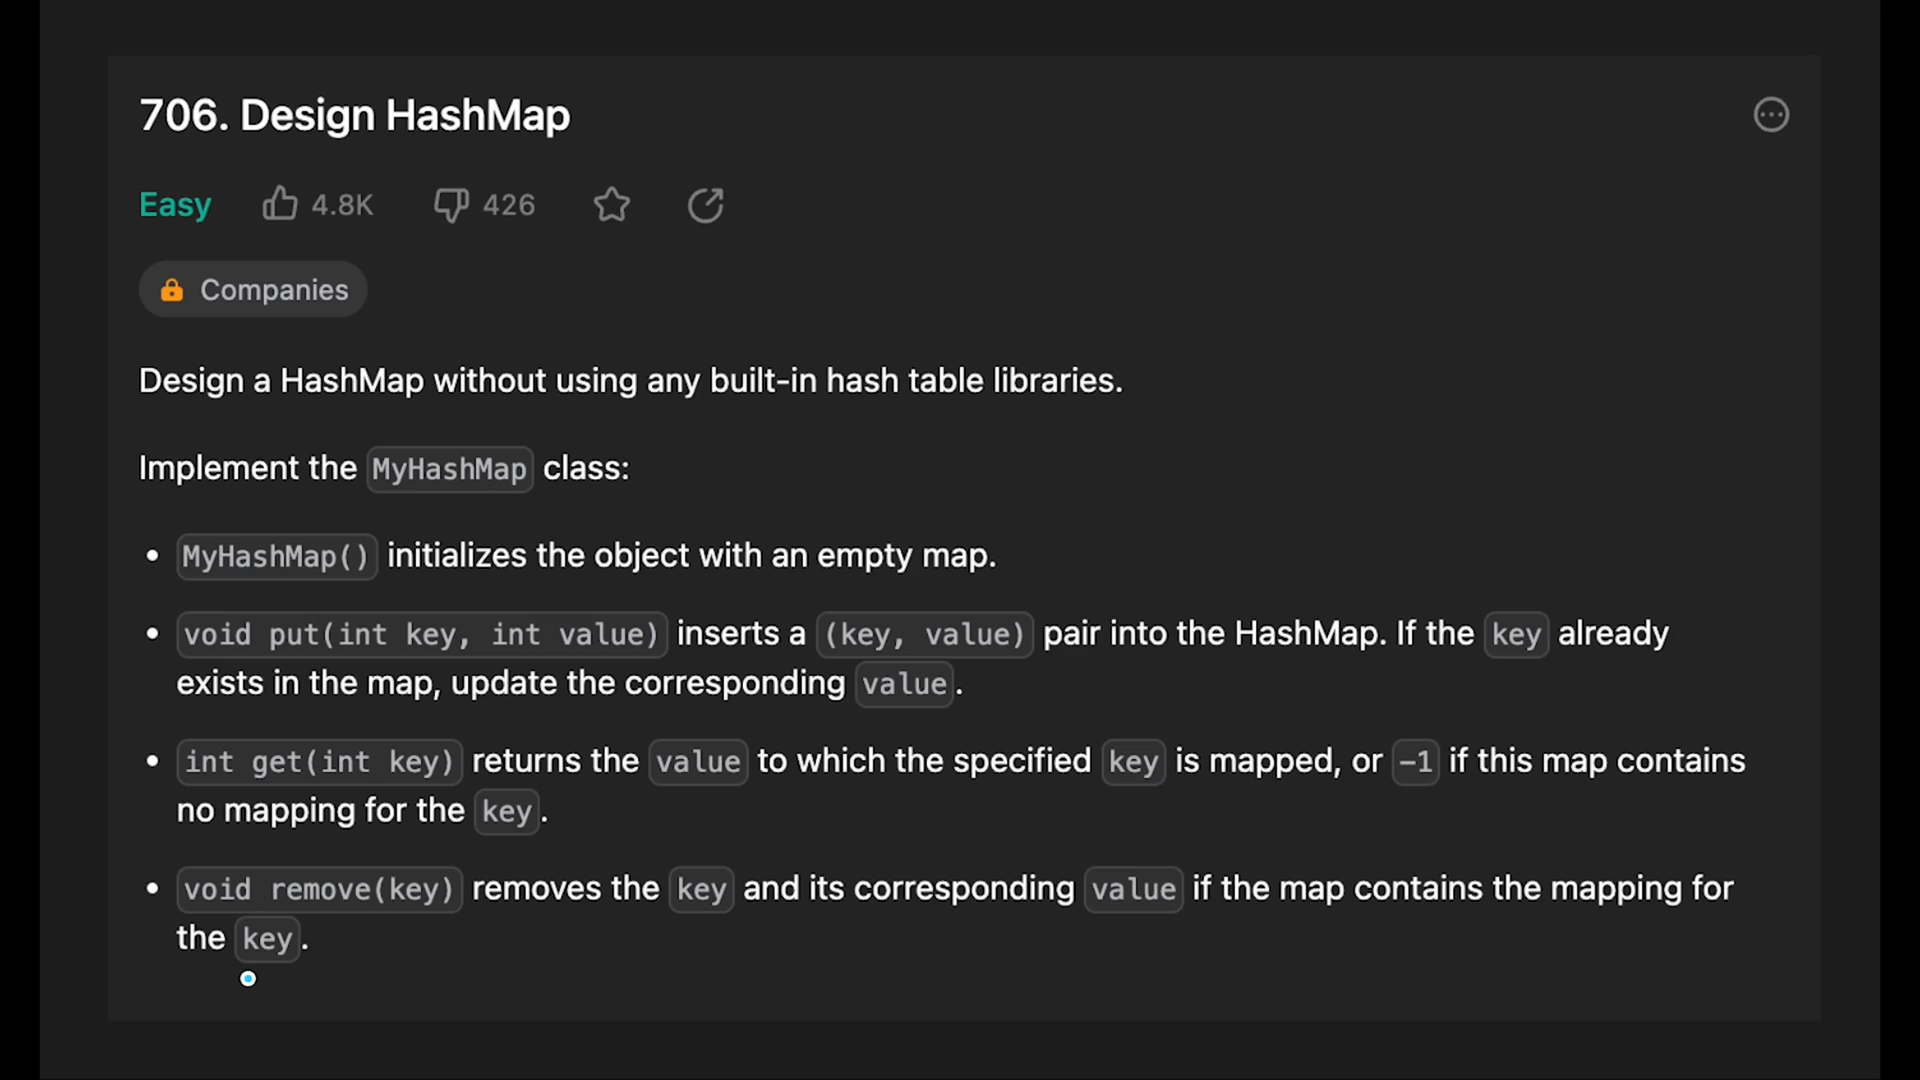 706. Design HashMap
Easy 4.8K 426
Companies
Design a HashMap without using any built-in hash table libraries.
Implement the MyHashMap class:
• MyHashMap() initializes the object with an empty map.
• void put(int key, int value) inserts a (key, value) pair into the HashMap. If the key already
exists in the map, update the corresponding value.
• int get(int key) returns the value to which the specified key is mapped, or -1 if this map contains
no mapping for the key.
• void remove(key) removes the key and its corresponding value if the map contains the mapping for
the key.